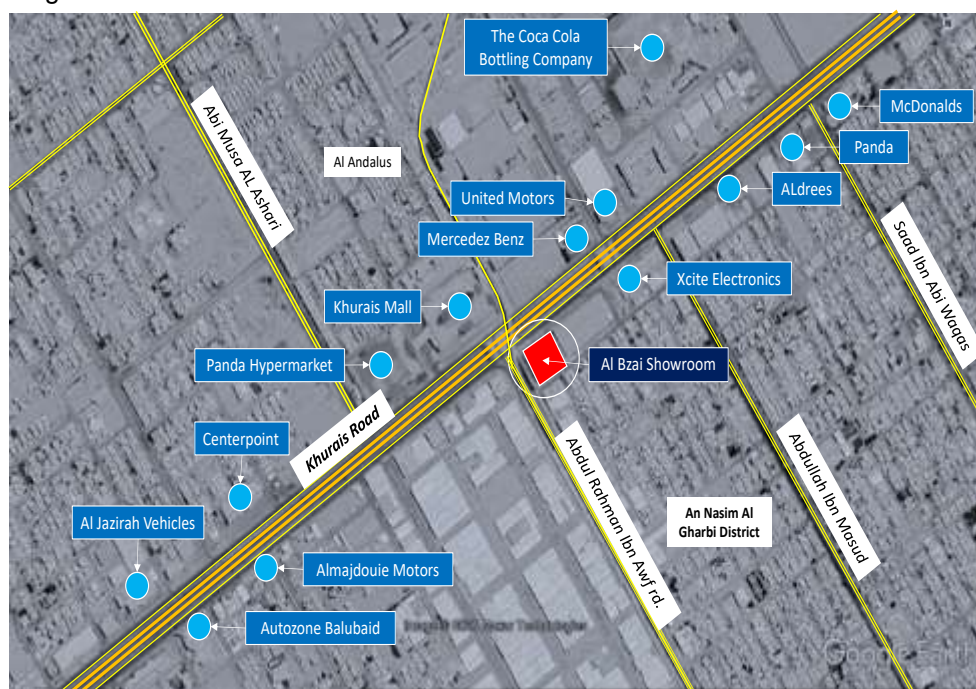 The Coca Cola
Bottling Company
McDonalds
Abi Musa AL Ashari
Al Andalus
Panda
ALdrees
United Motors
Mercedez Benz
Saad Ibn Abi Waqas
Xcite Electronics
Khurais Mall
Panda Hypermarket
Al Bzai Showroom
Khurais Road
Centerpoint
Abdul Rahman Ibn Awf rd.
Abdullah Ibn Masud
An Nasim Al
Gharbi District
Al Jazirah Vehicles
Almajdouie Motors
Autozone Balubaid
Google Earth